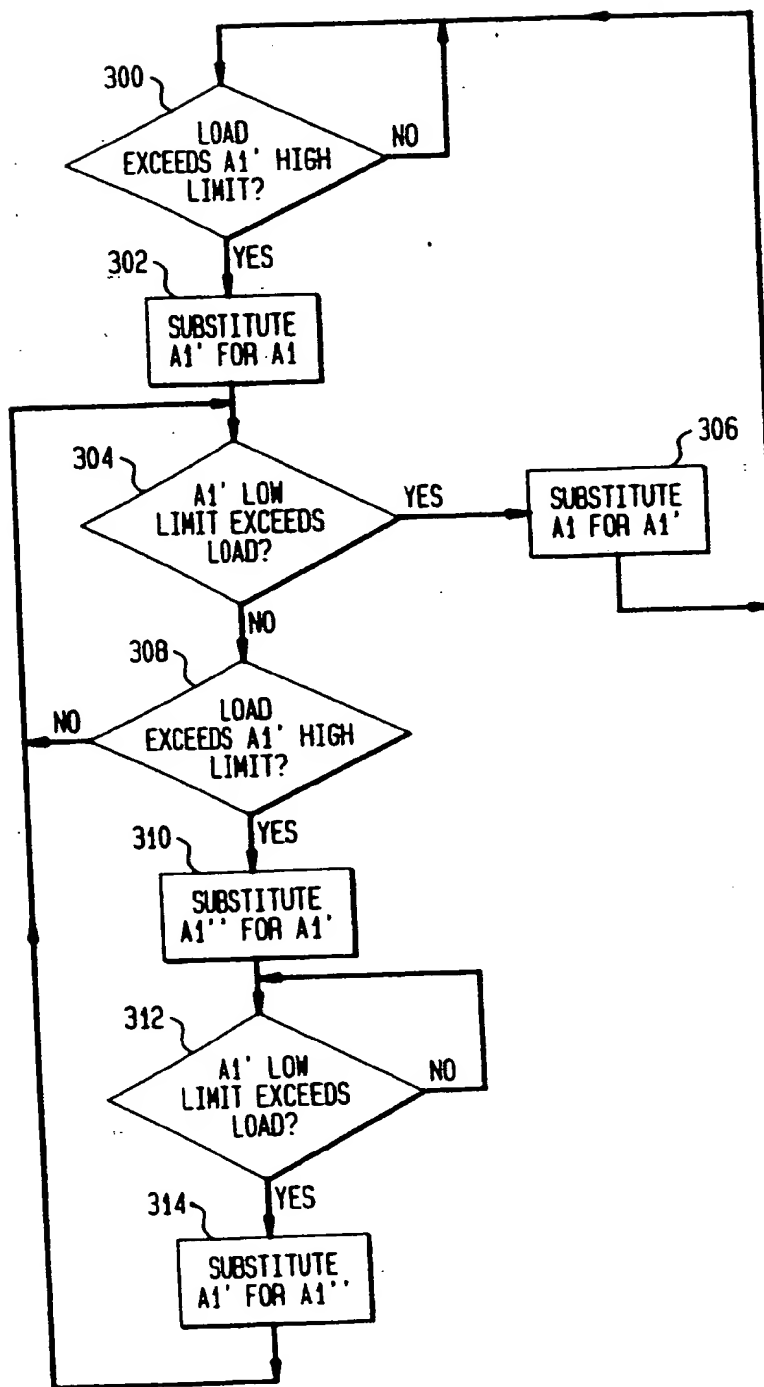 300
LOAD
EXCEEDS A1' HIGH
LIMIT?
NO
YES
302
SUBSTITUTE
A1' FOR A1
304
A1' LOW
LIMIT EXCEEDS
LOAD?
YES
306
SUBSTITUTE
A1 FOR A1'
NO
308
LOAD
EXCEEDS A1' HIGH
LIMIT?
NO
YES
310
SUBSTITUTE
A1'' FOR A1'
312
A1' LOW
LIMIT EXCEEDS
LOAD?
NO
YES
314
SUBSTITUTE
A1' FOR A1''